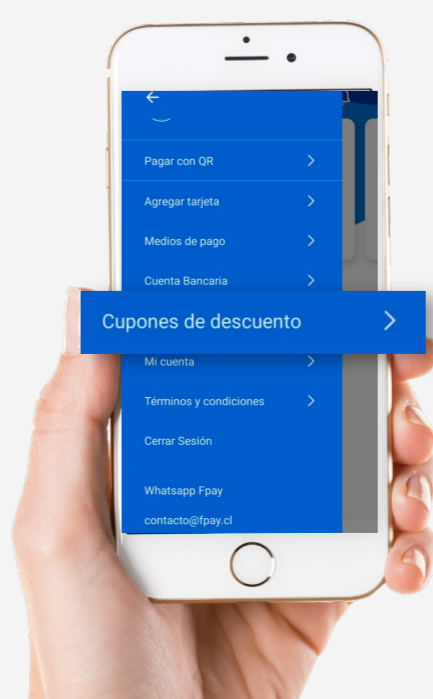 Pagar con QR
Agregar tarjeta
Medios de pago
Cuenta Bancaria
Cupones de descuento
Mi cuenta
Términos y condiciones
Cerrar Sesión
Whatsapp Fpay
contacto@fpay.cl